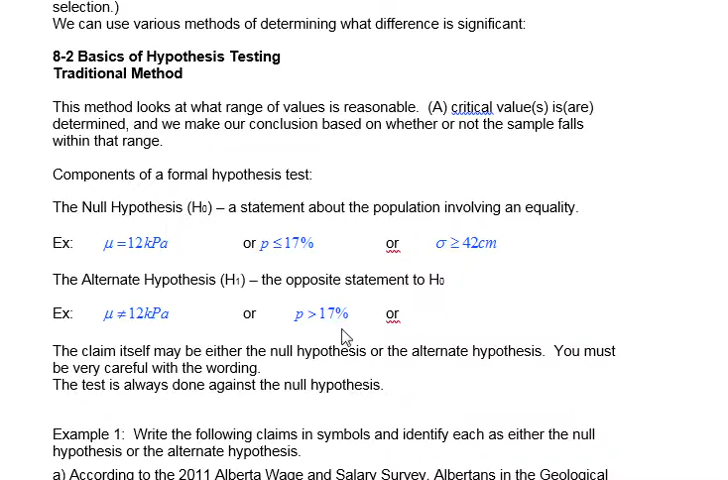 selection.)
We can use various methods of determining what difference is significant:
8-2 Basics of Hypothesis Testing
Traditional Method
This method looks at what range of values is reasonable. (A) critical value(s) is(are)
determined, and we make our conclusion based on whether or not the sample falls
within that range.
Components of a formal hypothesis test:
The Null Hypothesis (H₀) – a statement about the population involving an equality.
Ex: μ = 12kPa or p ≤ 17% or σ ≥ 42cm
The Alternate Hypothesis (H₁) – the opposite statement to H₀
Ex: μ ≠ 12kPa or p > 17% or
The claim itself may be either the null hypothesis or the alternate hypothesis. You must
be very careful with the wording.
The test is always done against the null hypothesis.
Example 1: Write the following claims in symbols and identify each as either the null
hypothesis or the alternate hypothesis.
a) According to the 2011 Alberta Wage and Salary Survey, Albertans in the Geological